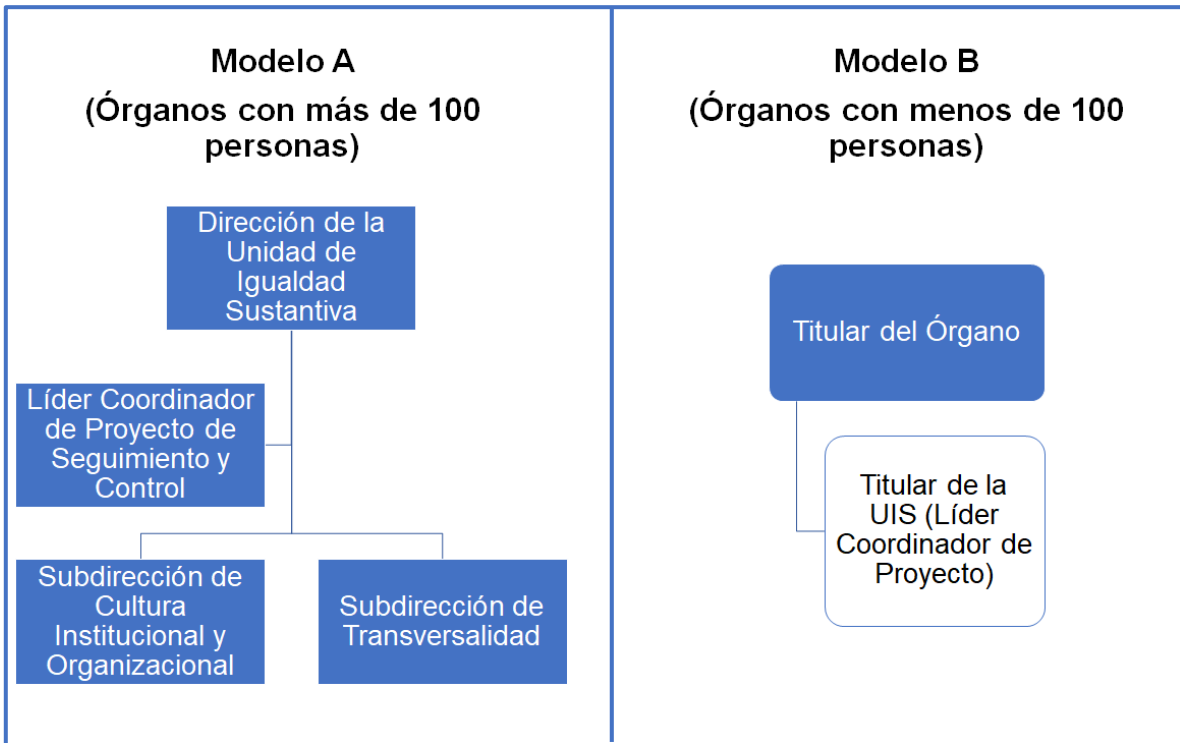 Modelo A
(Órganos con más de 100
personas)
Dirección de la
Unidad de
Igualdad
Sustantiva
Líder Coordinador
de Proyecto de
Seguimiento y
Control
Subdirección de
Cultura
Institucional y
Organizacional
Subdirección de
Transversalidad
Modelo B
(Órganos con menos de 100
personas)
Titular del Órgano
Titular de la
UIS (Líder
Coordinador de
Proyecto)